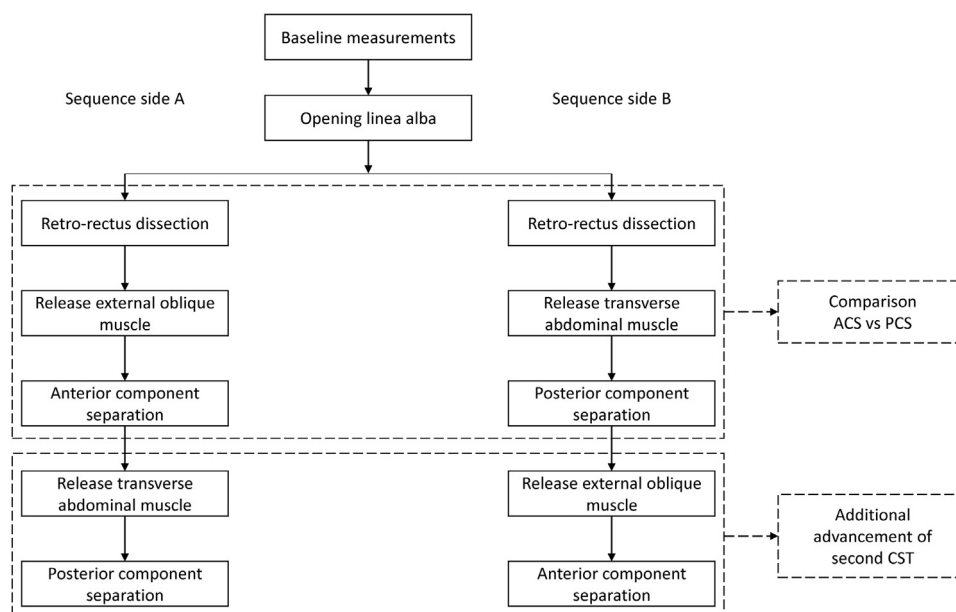 Baseline measurements
Sequence side A
Sequence side B
Opening linea alba
Retro-rectus dissection
Retro-rectus dissection
Release external oblique
muscle
Release transverse
abdominal muscle
Comparison
ACS vs PCS
Anterior component
separation
Posterior component
separation
Release transverse
abdominal muscle
Release external oblique
muscle
Additional
advancement of
second CST
Posterior component
separation
Anterior component
separation